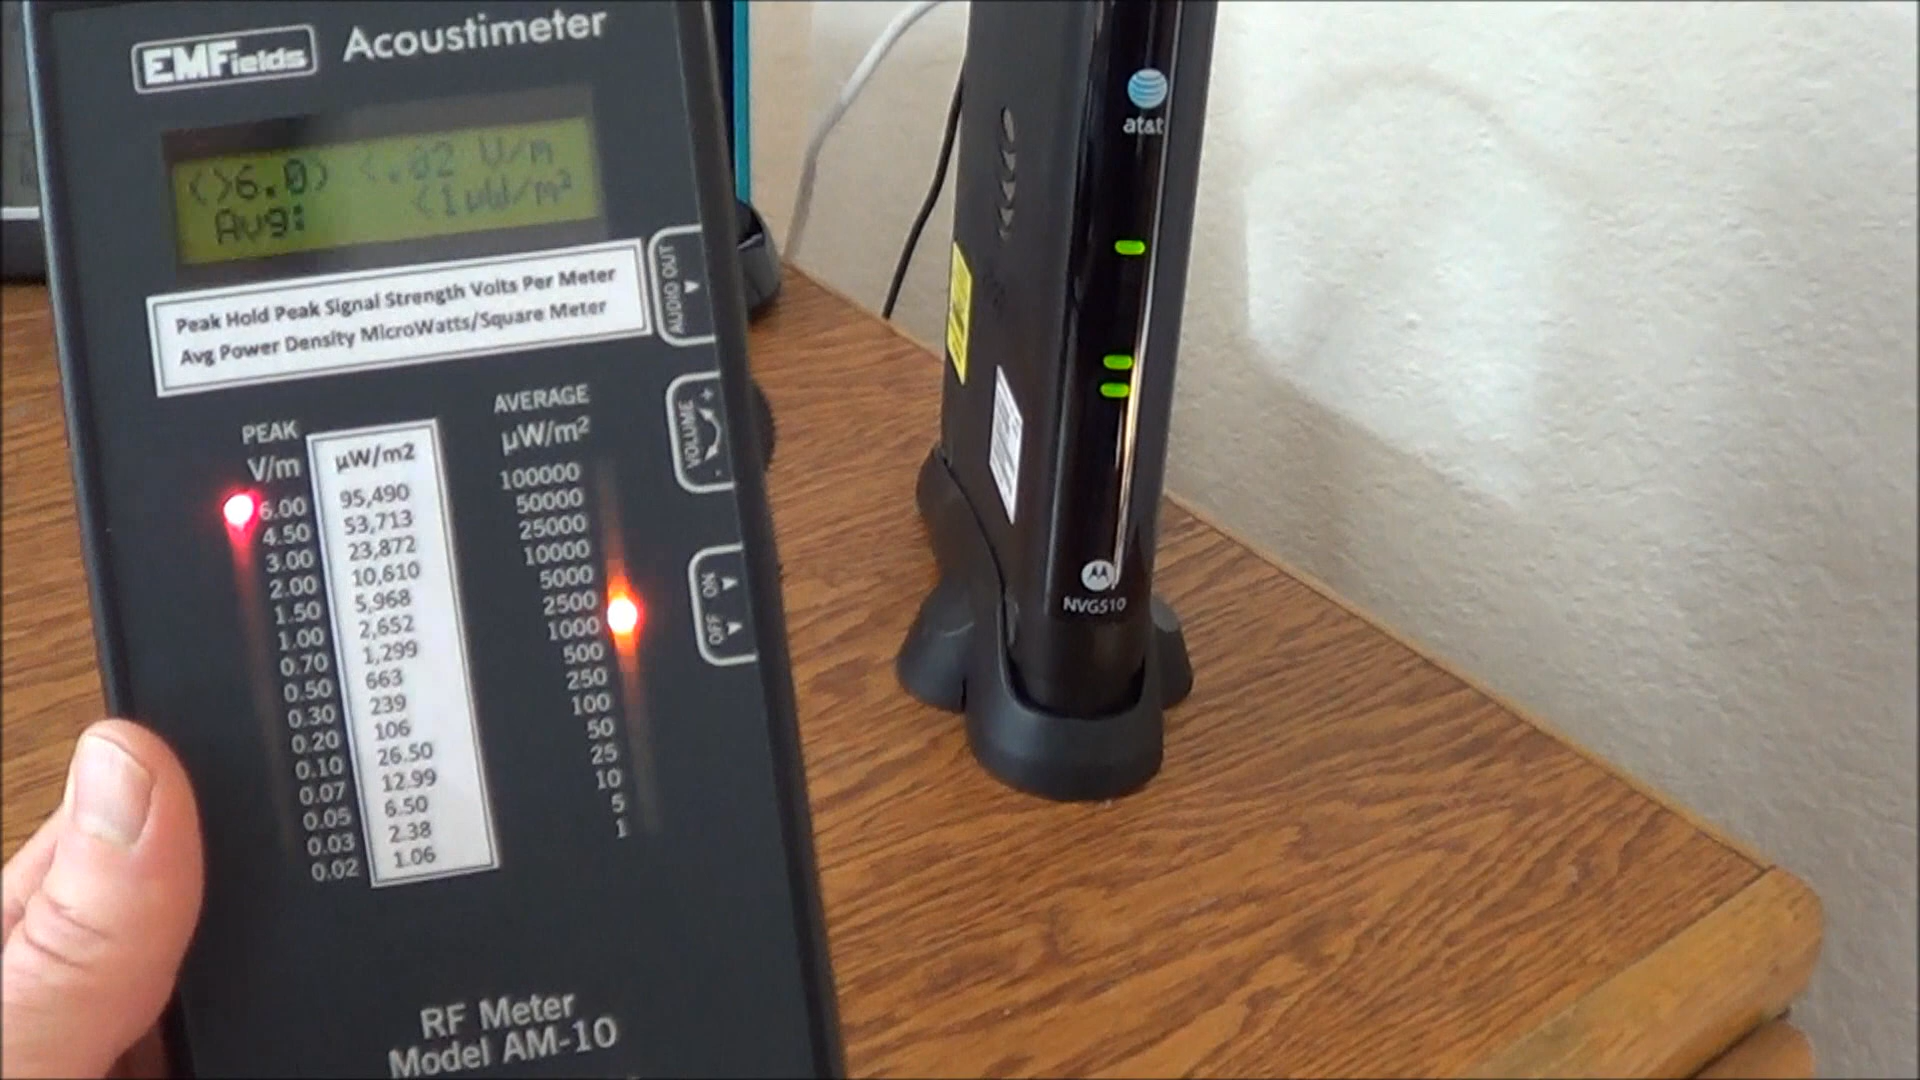 EMFields Acoustimeter
(>6.0) <.02 V/m
Avg: <1 µW/m²
Peak Hold Peak Signal Strength Volts Per Meter
Avg Power Density MicroWatts/Square Meter
AUDIO OUT
VOLUME + -
ON
OFF
PEAK
V/m
6.00
4.50
3.00
2.00
1.50
1.00
0.70
0.50
0.30
0.20
0.10
0.07
0.05
0.03
0.02
µW/m2
95,490
53,713
23,872
10,610
5,968
2,652
1,299
663
239
106
26.50
12.99
6.50
2.38
1.06
AVERAGE
µW/m²
100000
50000
25000
10000
5000
2500
1000
500
250
100
50
25
10
5
1
RF Meter
Model AM-10
at&t
NVG510